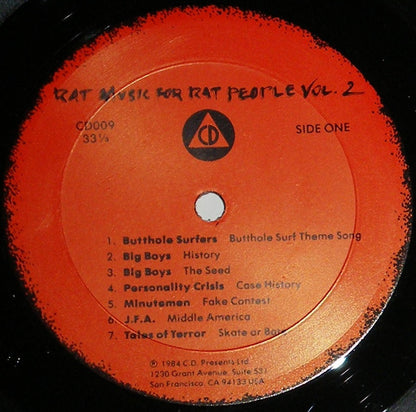 RAT MUSIC FOR RAT PEOPLE VOL. 2
CD009
33⅓
CD
SIDE ONE
1. Butthole Surfers Butthole Surf Theme Song
2. Big Boys History
3. Big Boys The Seed
4. Personality Crisis Case History
5. Minutemen Fake Contest
6. J.F.A. Middle America
7. Tales of Terror Skate or Bate
℗ 1984 C.D. Presents Ltd.
1230 Grant Avenue, Suite 531
San Francisco, CA 94133 USA